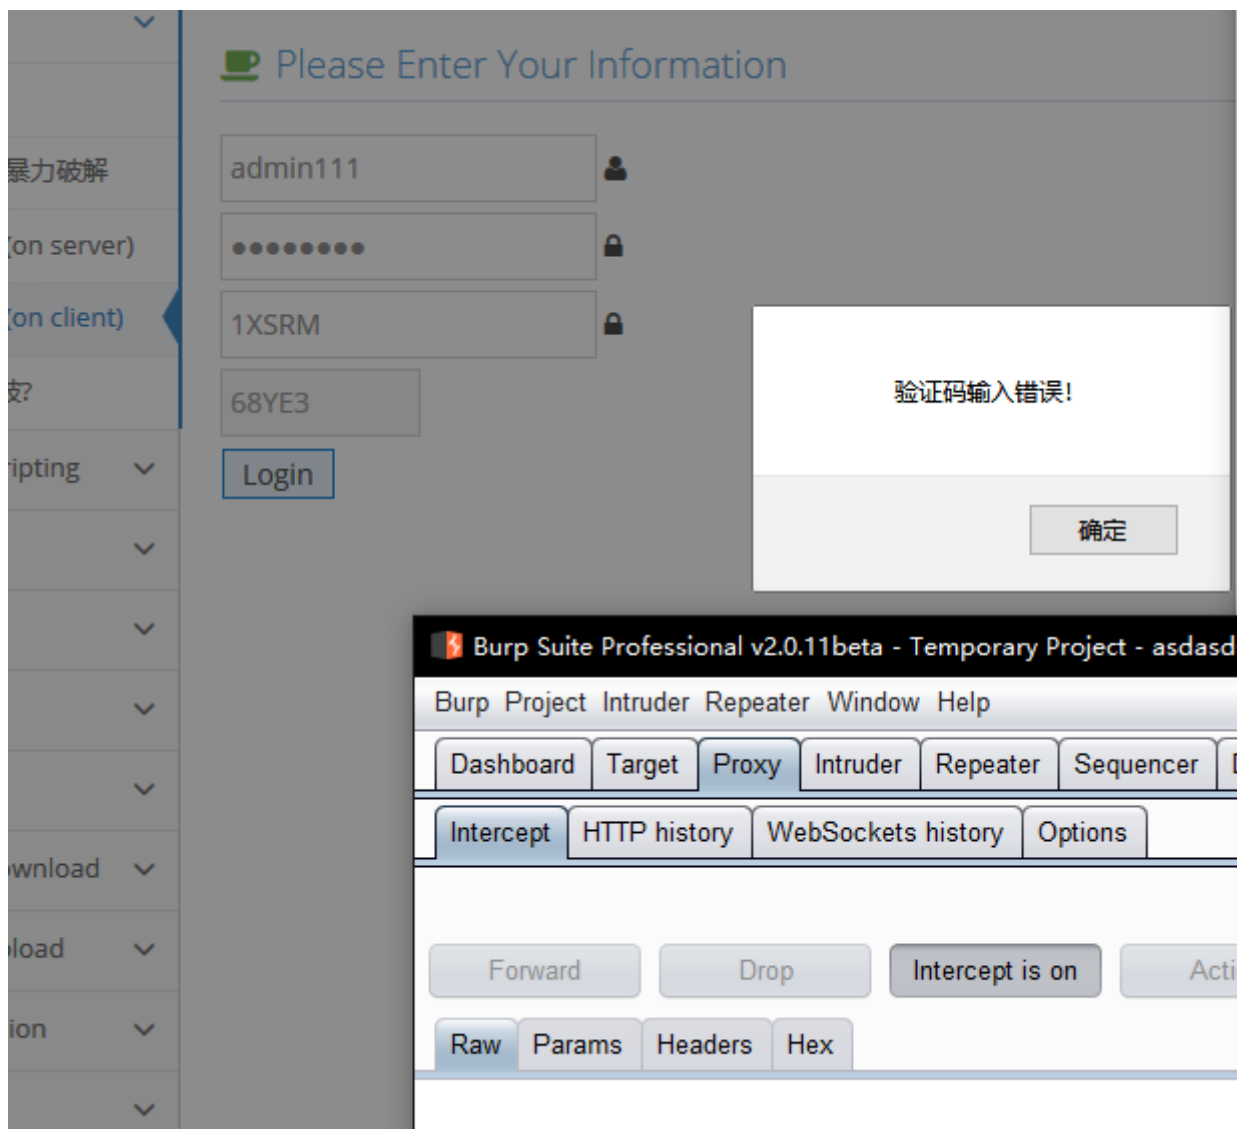 Please Enter Your Information
暴力破解
(on server)
(on client)
admin111
1XSRM
68YE3
Login
验证码输入错误!
确定
技?
ripting
wnload
load
ion
Burp Suite Professional v2.0.11beta - Temporary Project - asdasd
Burp Project Intruder Repeater Window Help
Dashboard Target Proxy Intruder Repeater Sequencer D
Intercept HTTP history WebSockets history Options
Forward Drop Intercept is on Acti
Raw Params Headers Hex